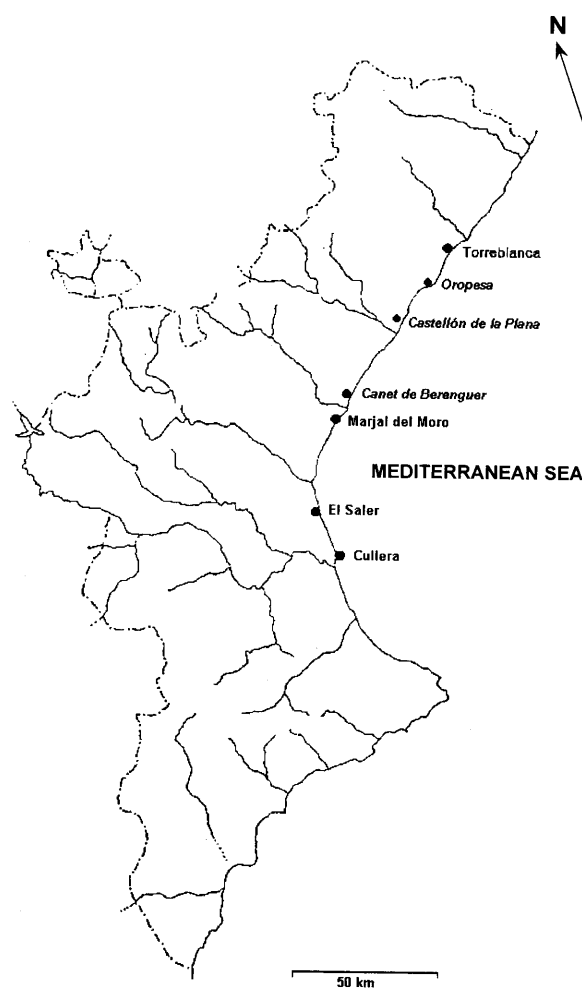 N
Torreblanca
Oropesa
Castellón de la Plana
Canet de Berenguer
Marjal del Moro
MEDITERRANEAN SEA
El Saler
Cullera
50 km